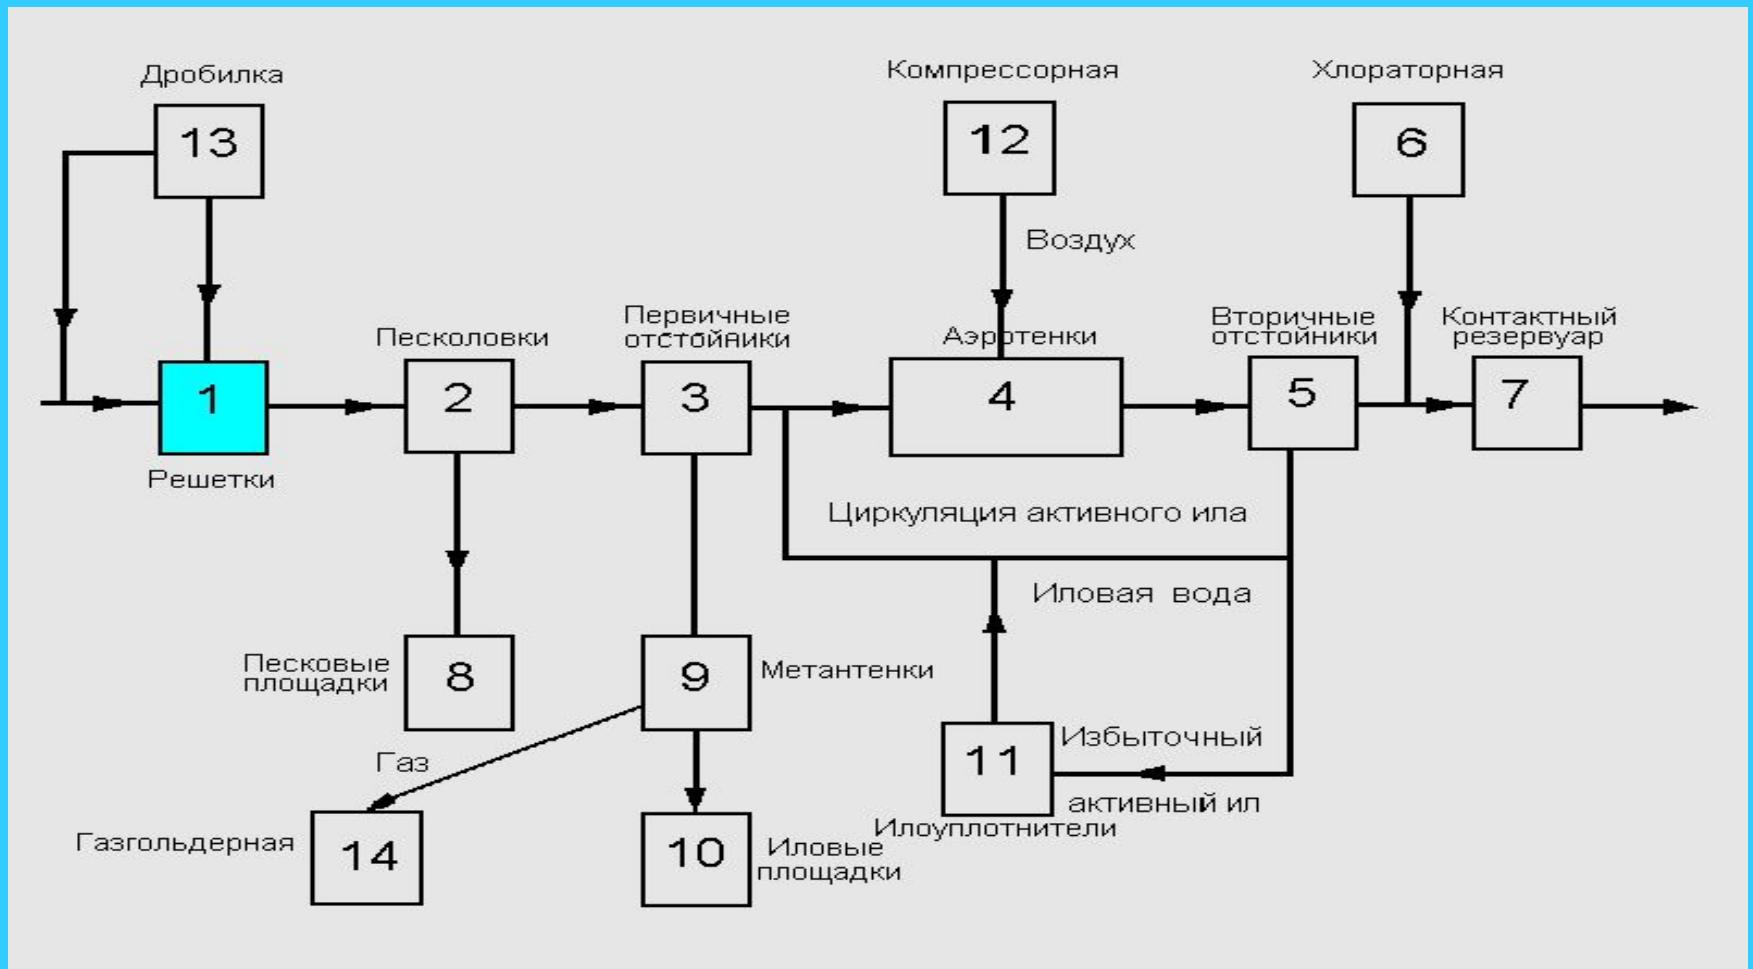 Дробилка
Компрессорная
Хлораторная
13
12
6
Воздух
Песколовки
Первичные
отстойники
Аэротенки
Вторичные
отстойники
Контактный
резервуар
1
2
3
4
5
7
Решетки
Циркуляция активного ила
Иловая вода
Песковые
площадки
8
9
Метантенки
Газ
11
Избыточный
активный ил
Илоуплотнители
Газгольдерная
14
10
Иловые
площадки